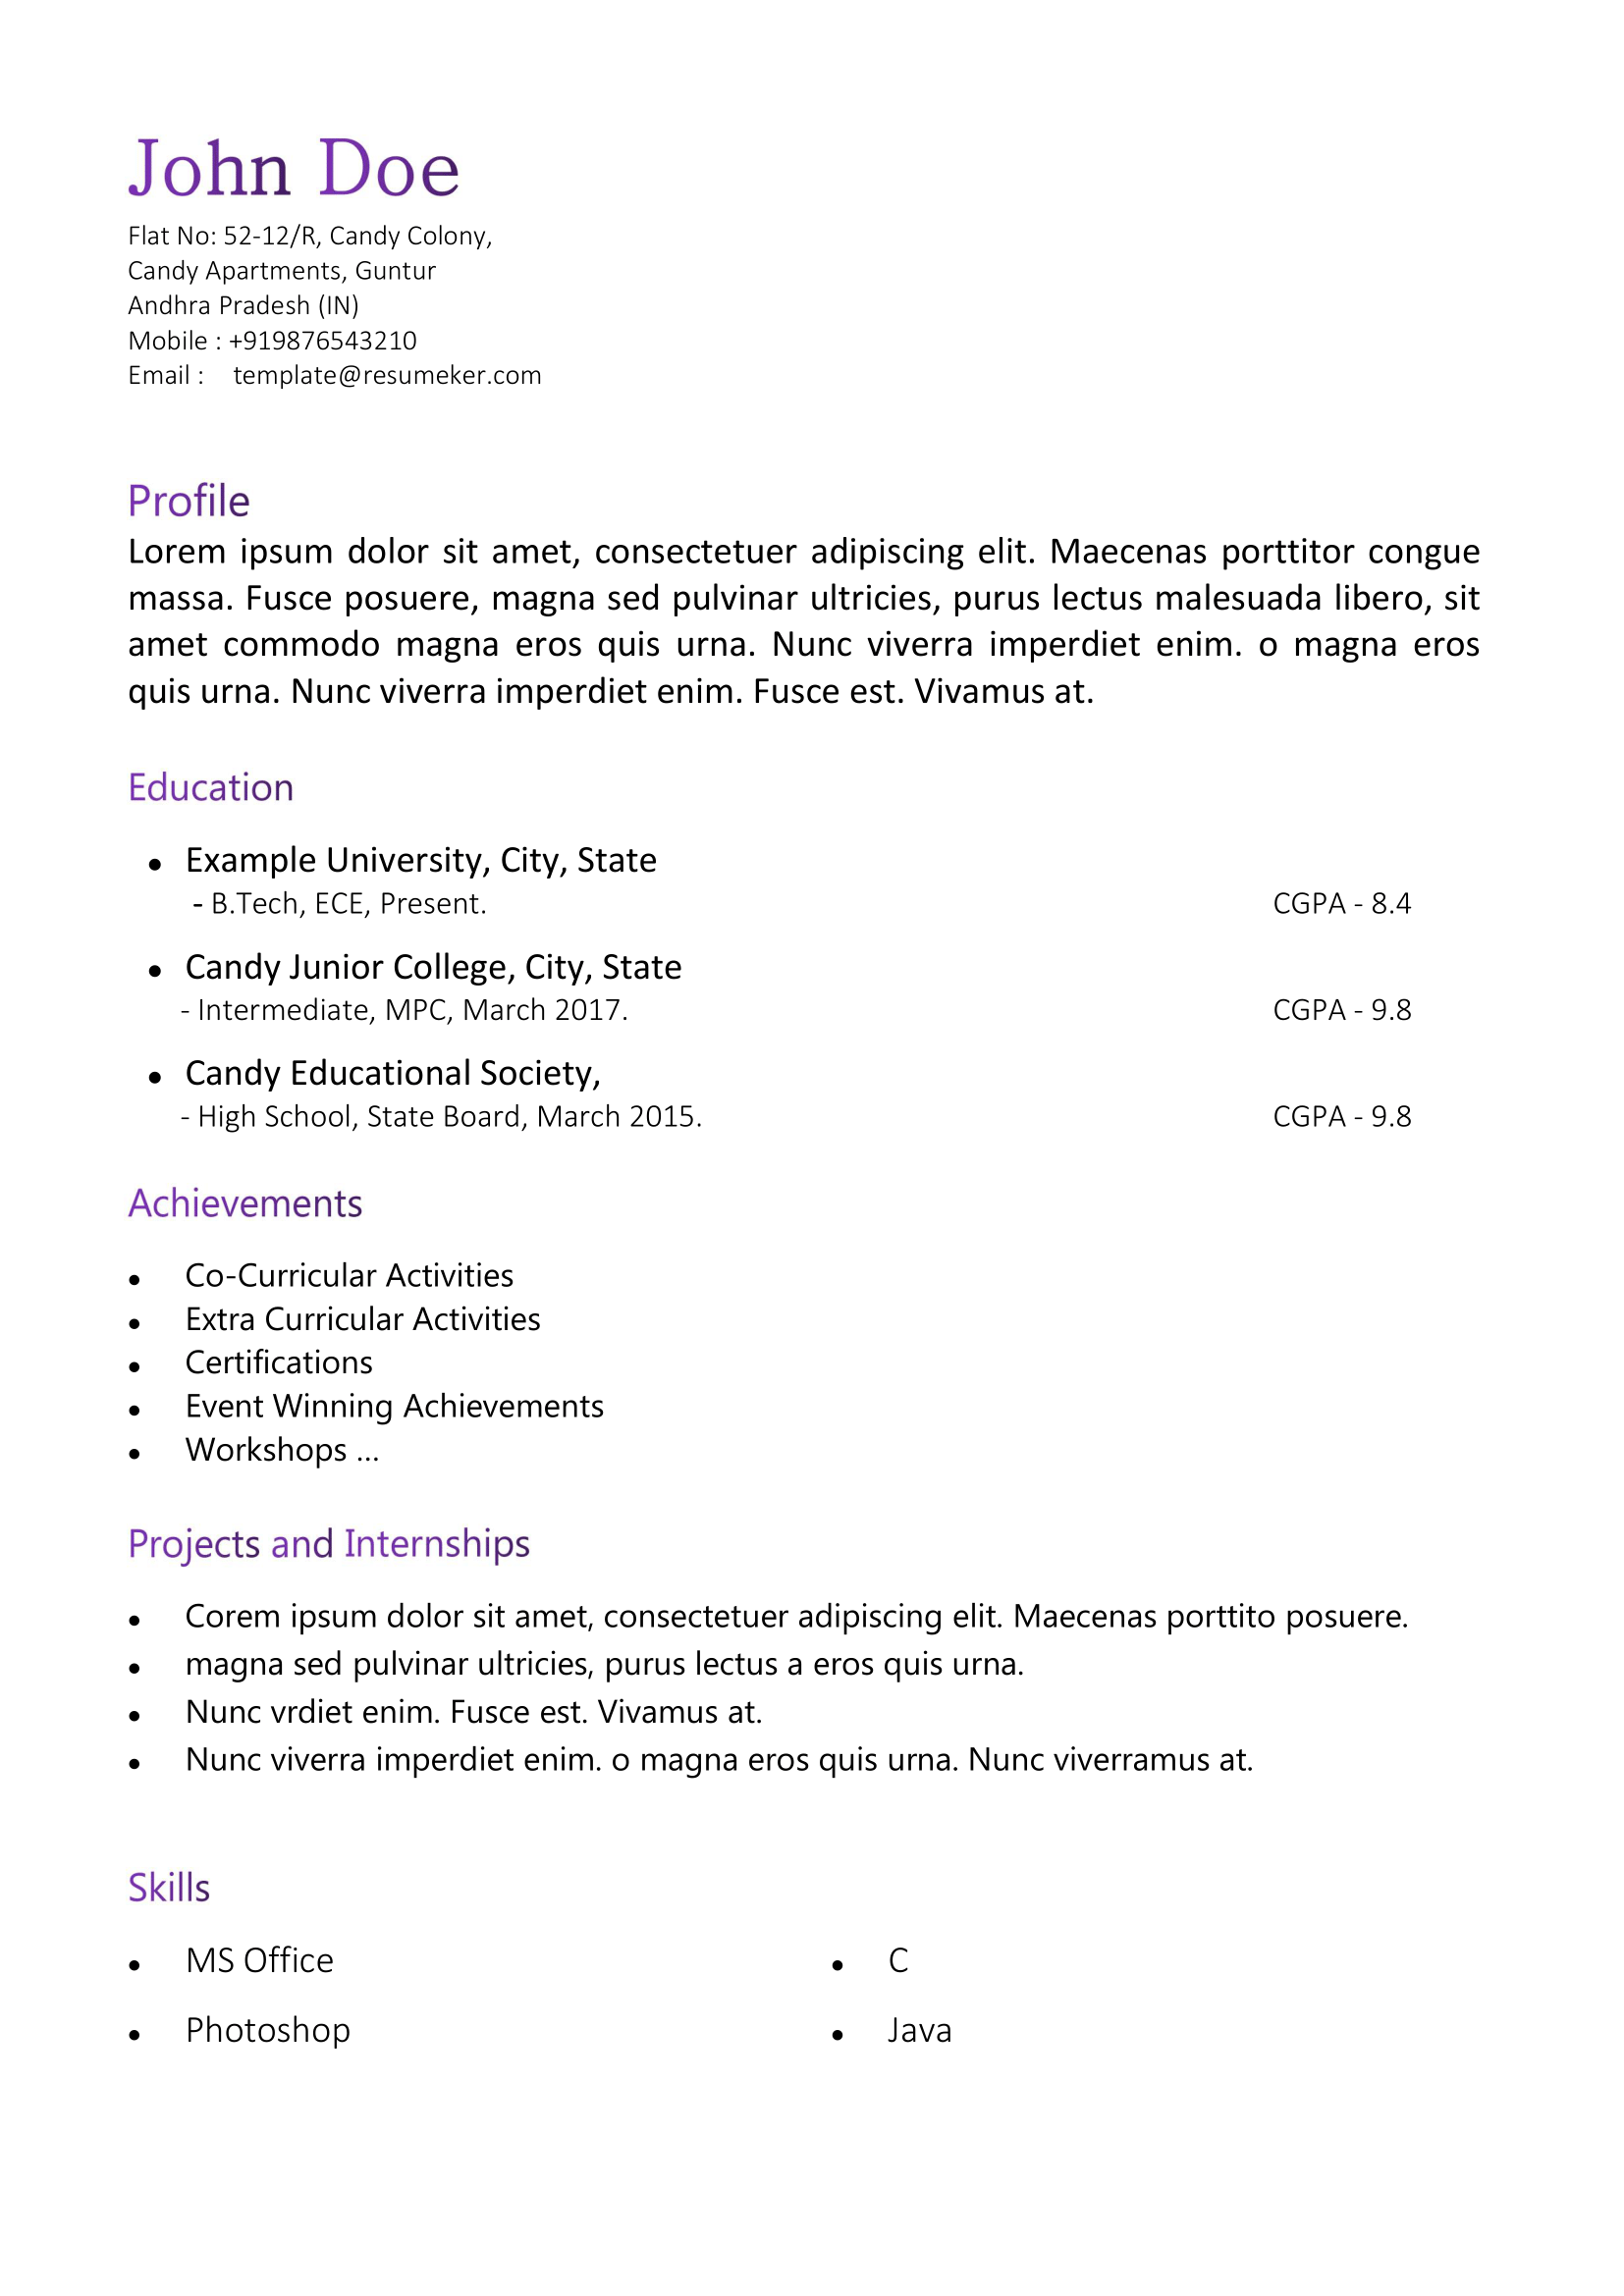 John Doe
Flat No: 52-12/R, Candy Colony,
Candy Apartments, Guntur
Andhra Pradesh (IN)
Mobile : +919876543210
Email : template@resumeker.com
Profile
Lorem ipsum dolor sit amet, consectetuer adipiscing elit. Maecenas porttitor congue
massa. Fusce posuere, magna sed pulvinar ultricies, purus lectus malesuada libero, sit
amet commodo magna eros quis urna. Nunc viverra imperdiet enim. o magna eros
quis urna. Nunc viverra imperdiet enim. Fusce est. Vivamus at.
Education
• Example University, City, State
- B.Tech, ECE, Present. CGPA - 8.4
• Candy Junior College, City, State
- Intermediate, MPC, March 2017. CGPA - 9.8
• Candy Educational Society,
- High School, State Board, March 2015. CGPA - 9.8
Achievements
• Co-Curricular Activities
• Extra Curricular Activities
• Certifications
• Event Winning Achievements
• Workshops ...
Projects and Internships
• Corem ipsum dolor sit amet, consectetuer adipiscing elit. Maecenas porttito posuere.
• magna sed pulvinar ultricies, purus lectus a eros quis urna.
• Nunc vrdiet enim. Fusce est. Vivamus at.
• Nunc viverra imperdiet enim. o magna eros quis urna. Nunc viverramus at.
Skills
• MS Office • C
• Photoshop • Java